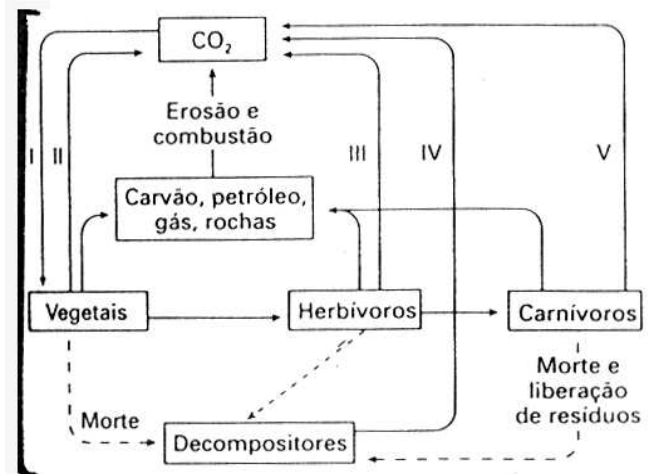 CO₂
Erosão e
combustão
I
II
III
IV
V
Carvão, petróleo,
gás, rochas
Vegetais
Herbívoros
Carnívoros
Morte e
liberação
de resíduos
Morte
Decompositores